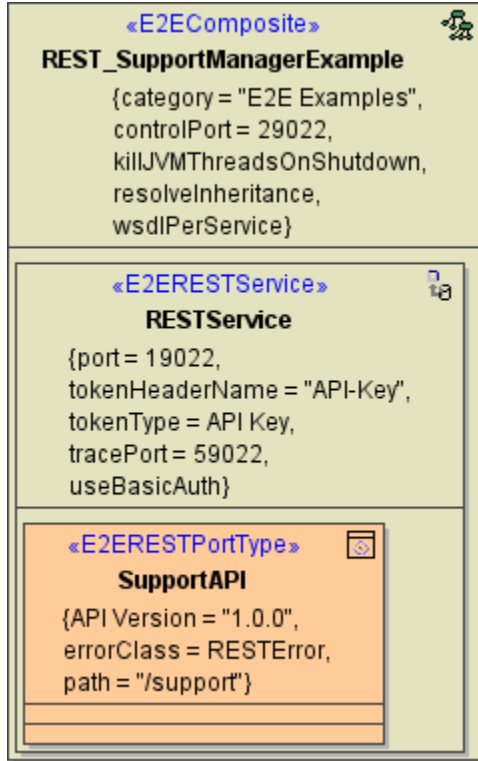 «E2EComposite»
REST_SupportManagerExample
{category = "E2E Examples",
controlPort = 29022,
killJVMThreadsOnShutdown,
resolveInheritance,
wsdlPerService}
«E2ERESTService»
RESTService
{port = 19022,
tokenHeaderName = "API-Key",
tokenType = API Key,
tracePort = 59022,
useBasicAuth}
«E2ERESTPortType»
SupportAPI
{API Version = "1.0.0",
errorClass = RESTError,
path = "/support"}